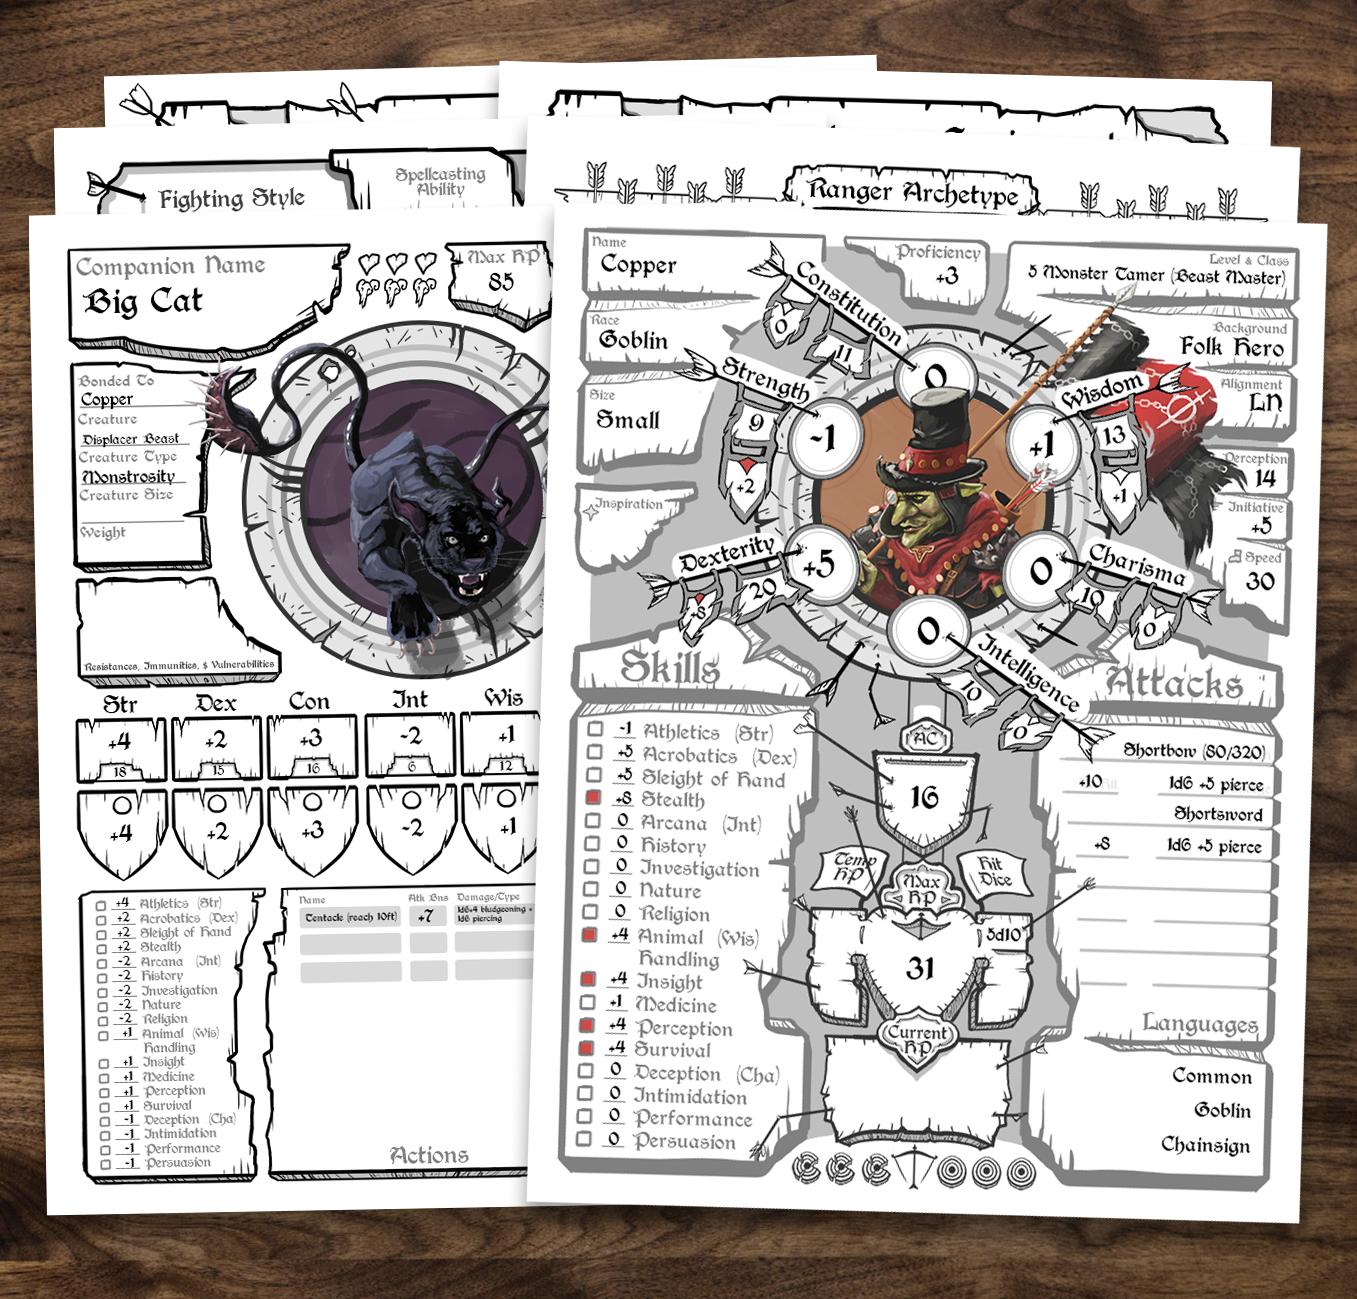 Fighting Style
Spellcasting
Ability
Ranger Archetype
Companion Name
Big Cat
Max HP
85
Bonded To
Copper
Creature
Displacer Beast
Creature Type
Monstrosity
Creature Size
Weight
Resistances, Immunities, & Vulnerabilities
Str Dex Con Int Wis
+4 +2 +3 -2 +1
18 15 16 6 12
+4 +2 +3 -2 +1
+4 Athletics (Str)
+2 Acrobatics (Dex)
+2 Sleight of Hand
+2 Stealth
-2 Arcana (Int)
-2 History
-2 Investigation
-2 Nature
-2 Religion
+1 Animal (Wis)
Handling
+1 Insight
+1 Medicine
+1 Perception
+1 Survival
-1 Deception (Cha)
-1 Intimidation
-1 Performance
-1 Persuasion
Name Atk Bns Damage/Type
Tentacle (reach 10ft) +7 1d6+4 bludgeoning +
1d6 piercing
Actions
Name
Copper
Race
Goblin
Size
Small
Inspiration
Proficiency
+3
Level & Class
5 Monster Tamer (Beast Master)
Background
Folk Hero
Alignment
LN
Perception
14
Initiative
+5
Speed
30
Constitution
0
11
0
Strength
9
+2
-1
Dexterity
+8
20
+5
Wisdom
+1
13
+1
Charisma
0
10
0
Intelligence
0
10
0
Skills
-1 Athletics (Str)
+5 Acrobatics (Dex)
+5 Sleight of Hand
+8 Stealth
0 Arcana (Int)
0 History
0 Investigation
0 Nature
0 Religion
+4 Animal (Wis)
Handling
+4 Insight
+1 Medicine
+4 Perception
+4 Survival
0 Deception (Cha)
0 Intimidation
0 Performance
0 Persuasion
AC
16
Temp
HP
Hit
Dice
Max
HP
5d10
31
Current
HP
Attacks
Shortbow (80/320)
+10 1d6 +5 pierce
Shortsword
+8 1d6 +5 pierce
Languages
Common
Goblin
Chainsign